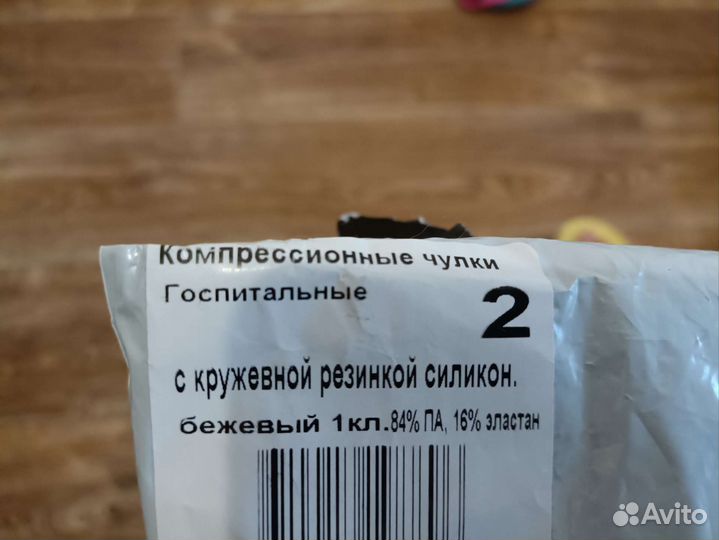 Компрессионные чулки
Госпитальные
2
с кружевной резинкой силикон.
бежевый 1кл.84% ПА, 16% эластан
Avito